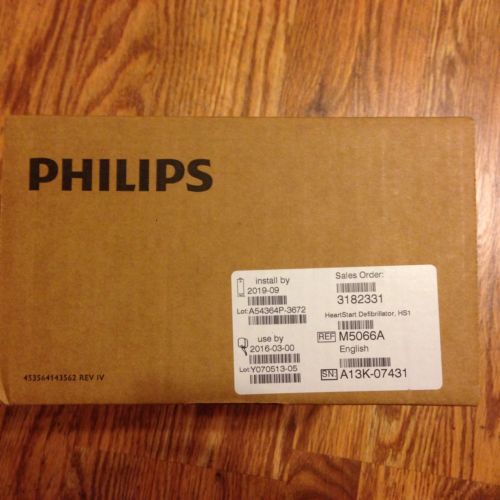 PHILIPS
install by
2019-09
Lot:A54364P-3672
use by
2016-03-00
Lot:Y070513-05
Sales Order:
3182331
HeartStart Defibrillator, HS1
REF M5066A
English
SN A13K-07431
453564143562 REV IV